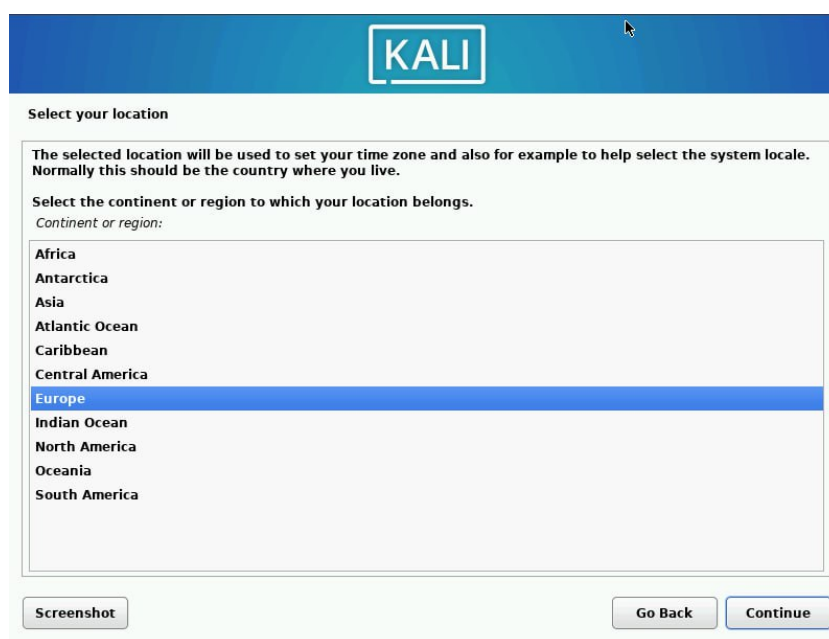 KALI
Select your location
The selected location will be used to set your time zone and also for example to help select the system locale.
Normally this should be the country where you live.
Select the continent or region to which your location belongs.
Continent or region:
Africa
Antarctica
Asia
Atlantic Ocean
Caribbean
Central America
Europe
Indian Ocean
North America
Oceania
South America
Screenshot
Go Back
Continue